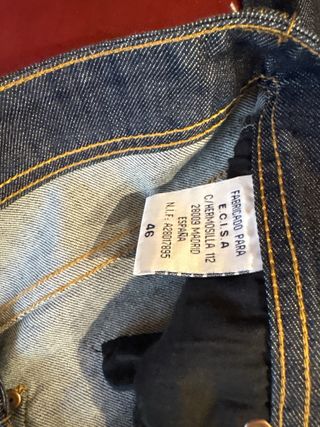 FABRICADO PARA
E.C.I.S.A
C/HERMOSILLA 112
28009 MADRID
ESPAÑA
N.I.F: A28017895
46